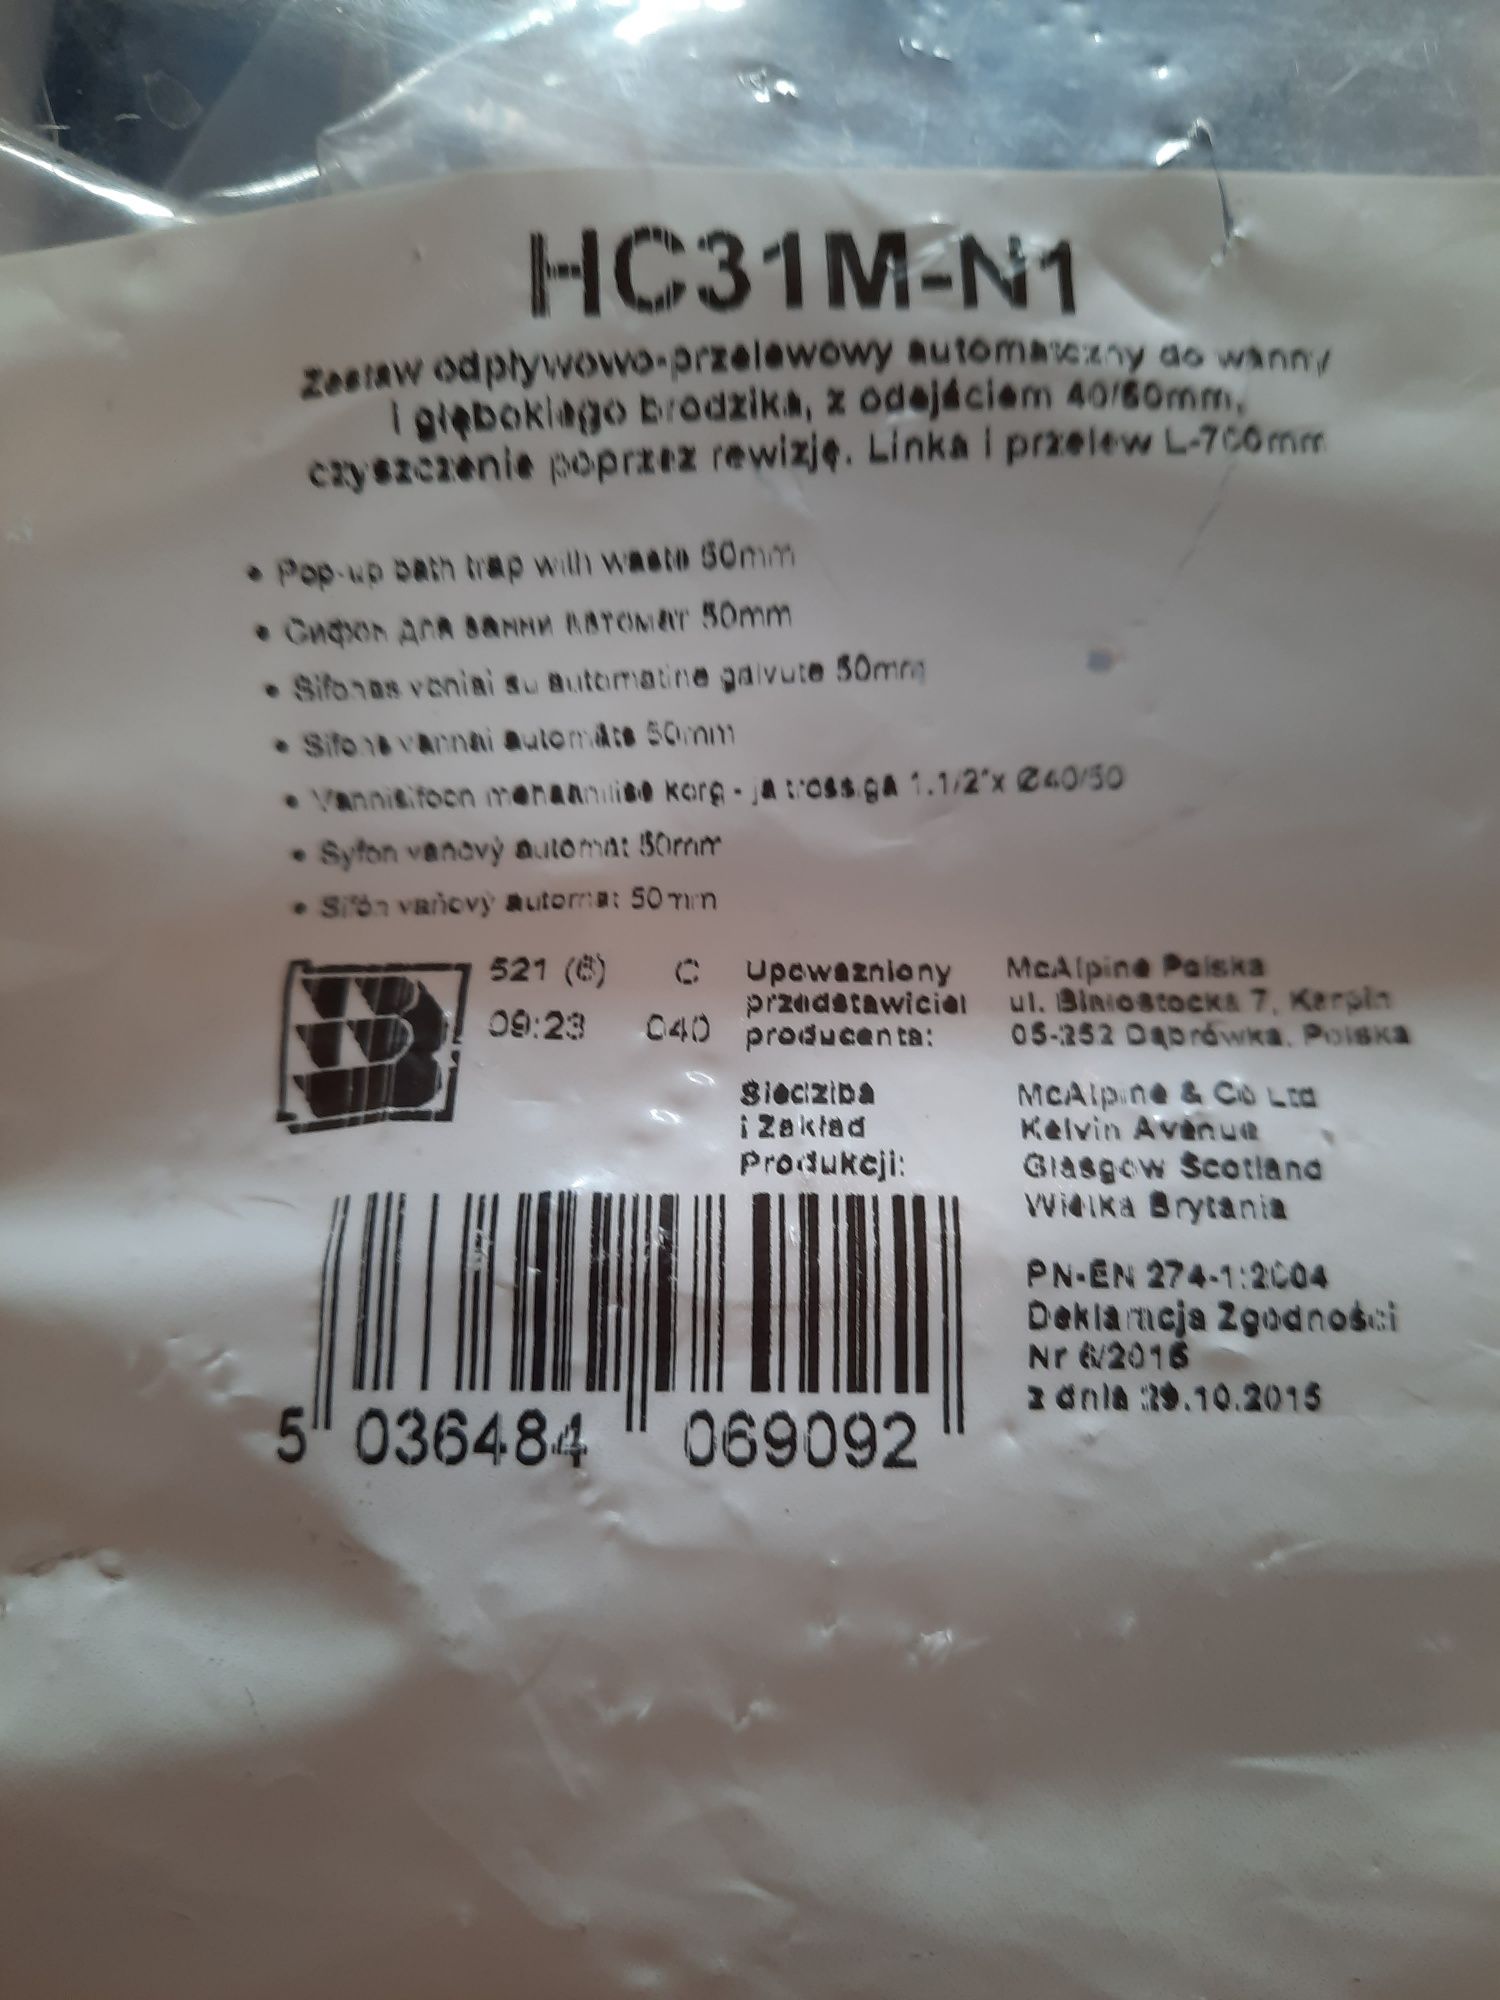 HC31M-N1
Zestaw odpływowo-przelewowy automatyczny do wanny
i głębokiego brodzika, z odejściem 40/50mm,
czyszczenie poprzez rewizję. Linka i przelew L-700mm
• Pop-up bath trap with waste 50mm
• Сифон для ванни автомат 50mm
• Sifonas voniai su automatine galvute 50mm
• Sifons vannai automāts 50mm
• Vannisifoon mehaanilise korg - ja trossiga 1.1/2"x Ø40/50
• Syfon vanový automat 50mm
• Sifón vaňový automat 50mm
521 (6) C
09:23 040
Upoważniony
przedstawiciel
producenta:
McAlpine Polska
ul. Białostocka 7, Karpin
05-252 Dąbrówka, Polska
Siedziba
i Zakład
Produkcji:
McAlpine & Co Ltd
Kelvin Avenue
Glasgow Scotland
Wielka Brytania
PN-EN 274-1:2004
Deklaracja Zgodności
Nr 6/2015
z dnia 29.10.2015
5 036484 069092